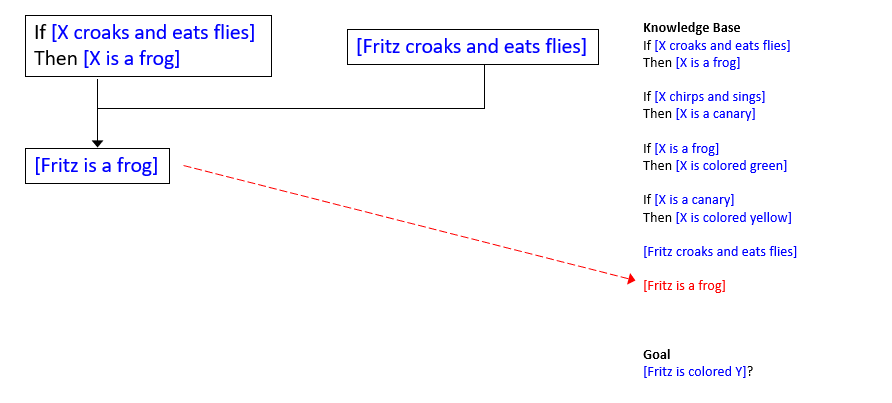 If [X croaks and eats flies]
Then [X is a frog]
[Fritz croaks and eats flies]
[Fritz is a frog]
Knowledge Base
If [X croaks and eats flies]
Then [X is a frog]
If [X chirps and sings]
Then [X is a canary]
If [X is a frog]
Then [X is colored green]
If [X is a canary]
Then [X is colored yellow]
[Fritz croaks and eats flies]
[Fritz is a frog]
Goal
[Fritz is colored Y]?